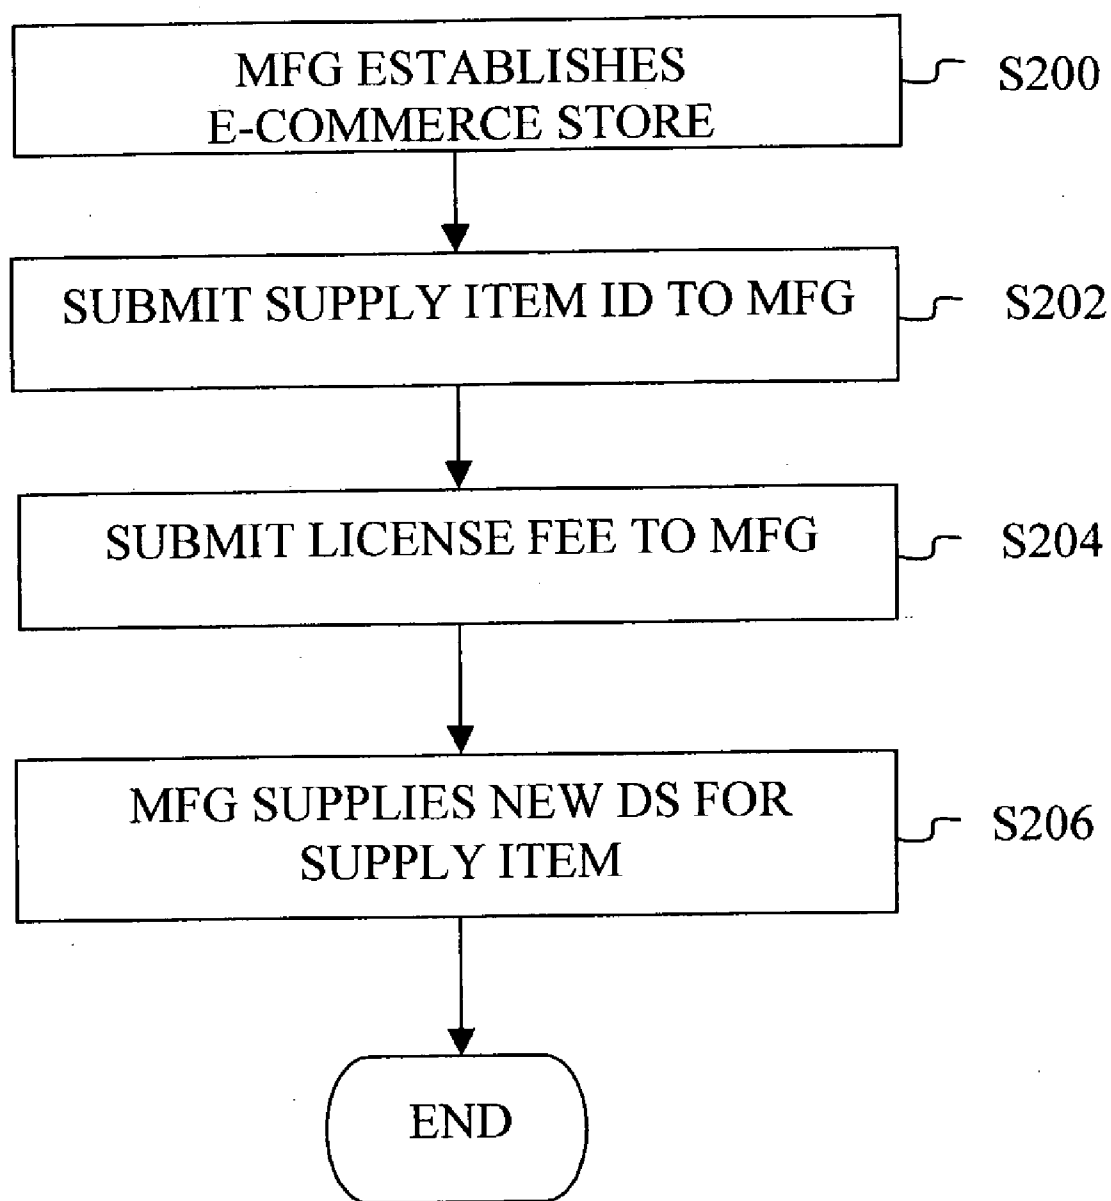 MFG ESTABLISHES
E-COMMERCE STORE
S200
SUBMIT SUPPLY ITEM ID TO MFG
S202
SUBMIT LICENSE FEE TO MFG
S204
MFG SUPPLIES NEW DS FOR
SUPPLY ITEM
S206
END